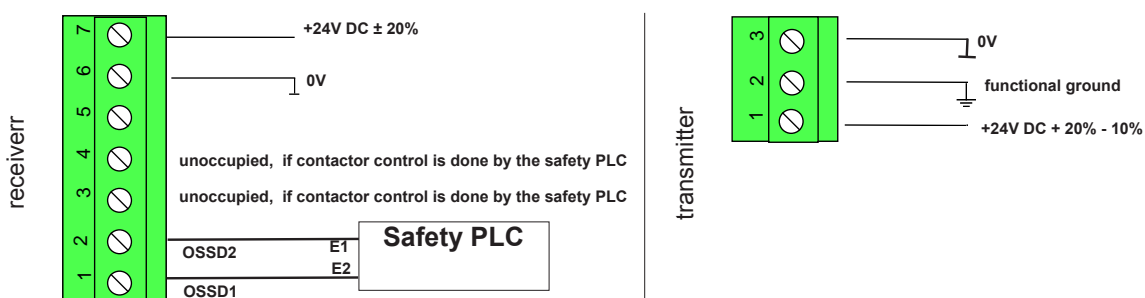 receiverr
7
+24V DC ± 20%
6
0V
5
4
unoccupied, if contactor control is done by the safety PLC
3
unoccupied, if contactor control is done by the safety PLC
2
OSSD2
E1
Safety PLC
E2
1
OSSD1
transmitter
3
0V
2
functional ground
1
+24V DC + 20% - 10%